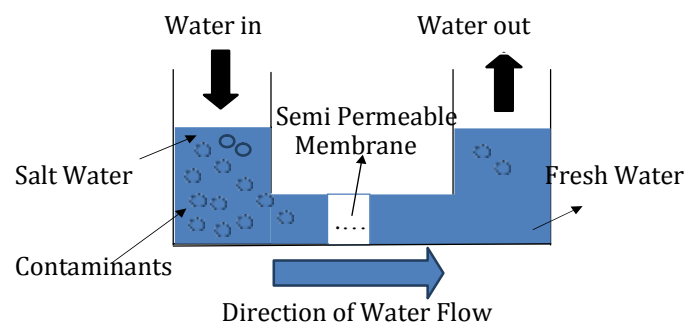 Water in
Water out
Semi Permeable
Membrane
Salt Water
Fresh Water
Contaminants
Direction of Water Flow